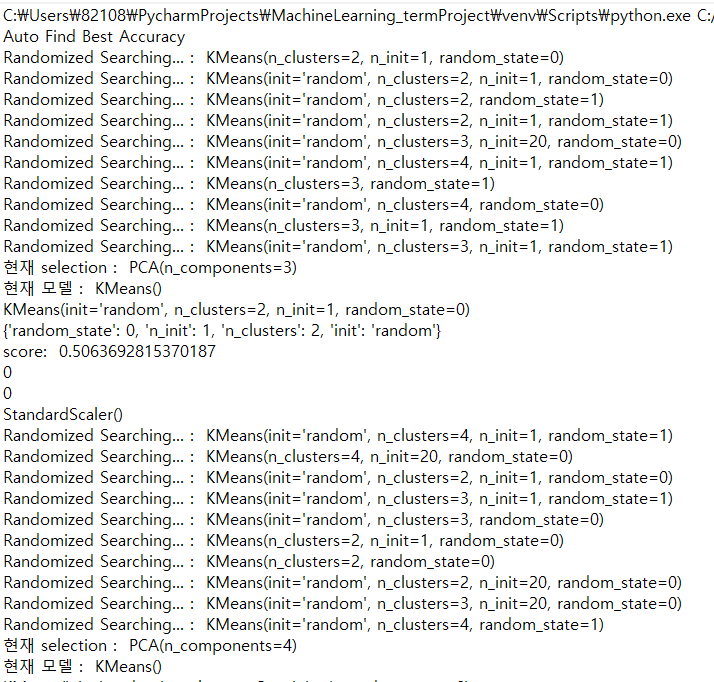 C:₩Users₩82108₩PycharmProjects₩MachineLearning_termProject₩venv₩Scripts₩python.exe C:/
Auto Find Best Accuracy
Randomized Searching... :  KMeans(n_clusters=2, n_init=1, random_state=0)
Randomized Searching... :  KMeans(init='random', n_clusters=2, n_init=1, random_state=0)
Randomized Searching... :  KMeans(init='random', n_clusters=2, random_state=1)
Randomized Searching... :  KMeans(init='random', n_clusters=2, n_init=1, random_state=1)
Randomized Searching... :  KMeans(init='random', n_clusters=3, n_init=20, random_state=0)
Randomized Searching... :  KMeans(init='random', n_clusters=4, n_init=1, random_state=1)
Randomized Searching... :  KMeans(n_clusters=3, random_state=1)
Randomized Searching... :  KMeans(init='random', n_clusters=4, random_state=0)
Randomized Searching... :  KMeans(n_clusters=3, n_init=1, random_state=1)
Randomized Searching... :  KMeans(init='random', n_clusters=3, n_init=1, random_state=1)
현재 selection :  PCA(n_components=3)
현재 모델 :  KMeans()
KMeans(init='random', n_clusters=2, n_init=1, random_state=0)
{'random_state': 0, 'n_init': 1, 'n_clusters': 2, 'init': 'random'}
score:  0.5063692815370187
0
0
StandardScaler()
Randomized Searching... :  KMeans(init='random', n_clusters=4, n_init=1, random_state=1)
Randomized Searching... :  KMeans(n_clusters=4, n_init=20, random_state=0)
Randomized Searching... :  KMeans(init='random', n_clusters=2, n_init=1, random_state=0)
Randomized Searching... :  KMeans(init='random', n_clusters=3, n_init=1, random_state=1)
Randomized Searching... :  KMeans(init='random', n_clusters=3, random_state=0)
Randomized Searching... :  KMeans(n_clusters=2, n_init=1, random_state=0)
Randomized Searching... :  KMeans(n_clusters=2, random_state=0)
Randomized Searching... :  KMeans(init='random', n_clusters=2, n_init=20, random_state=0)
Randomized Searching... :  KMeans(init='random', n_clusters=3, n_init=20, random_state=0)
Randomized Searching... :  KMeans(init='random', n_clusters=4, random_state=1)
현재 selection :  PCA(n_components=4)
현재 모델 :  KMeans()